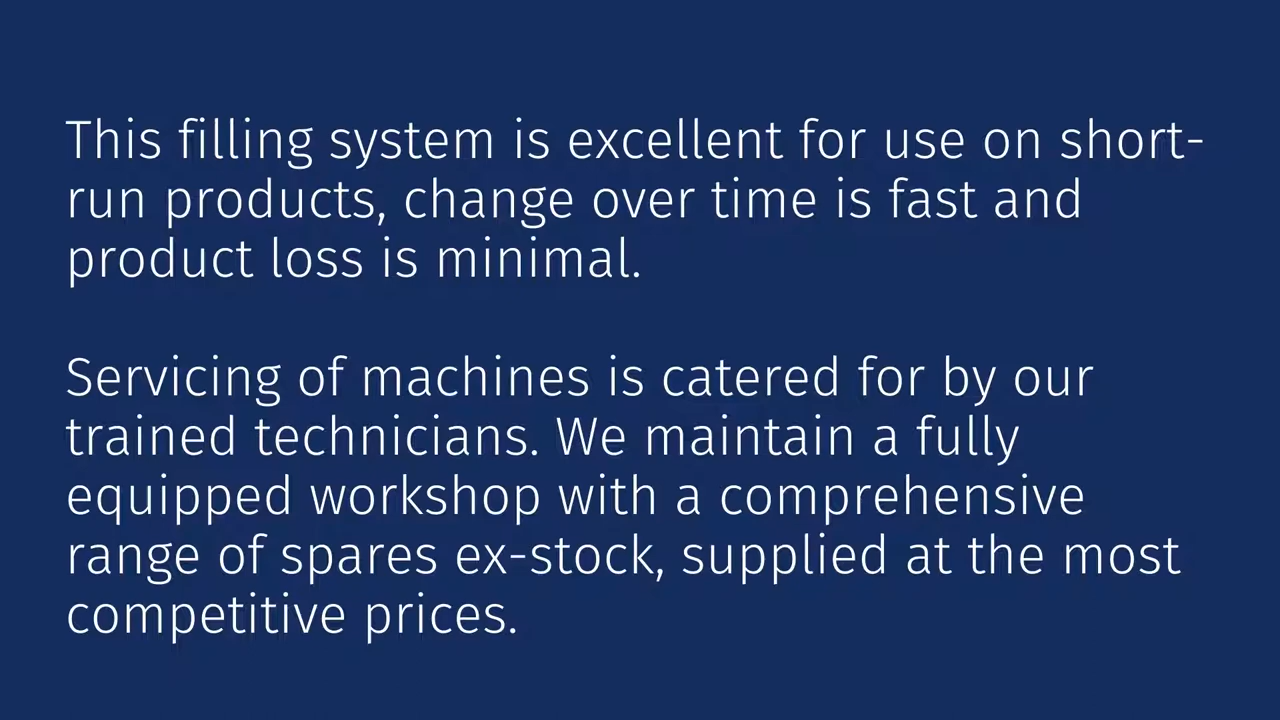 This filling system is excellent for use on short-
run products, change over time is fast and
product loss is minimal.
Servicing of machines is catered for by our
trained technicians. We maintain a fully
equipped workshop with a comprehensive
range of spares ex-stock, supplied at the most
competitive prices.